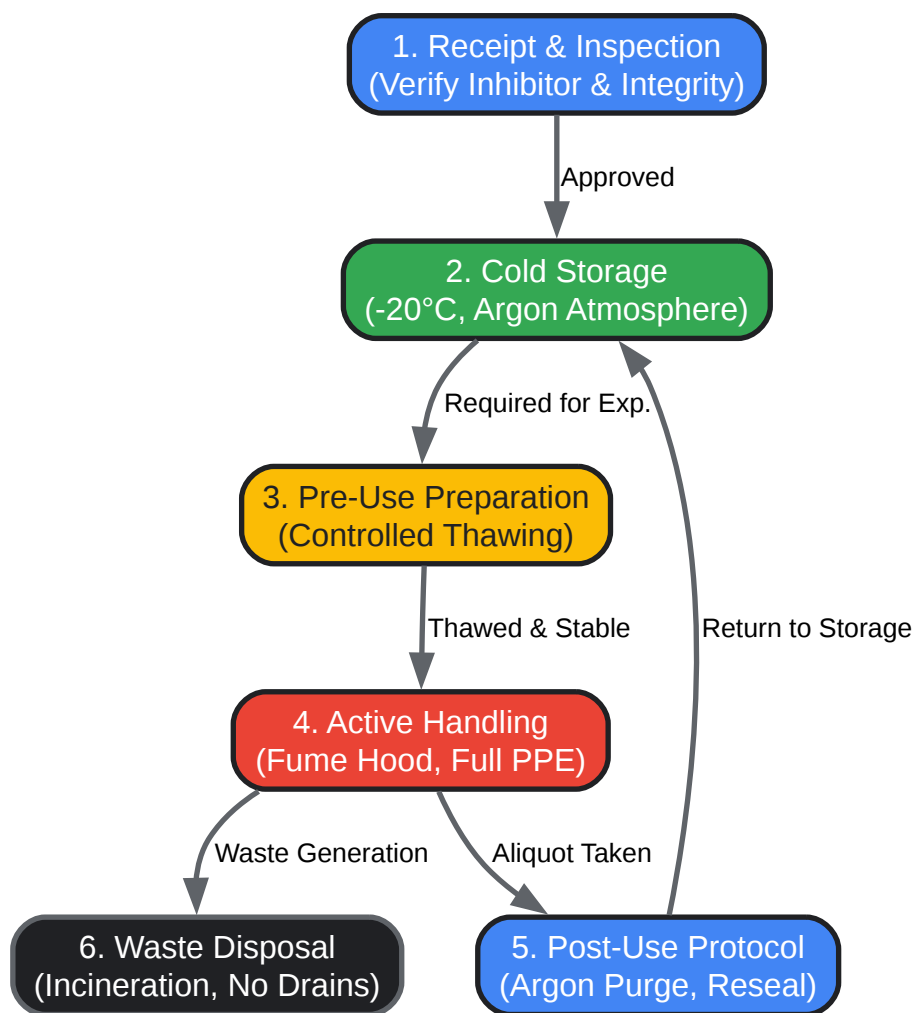 1. Receipt & Inspection
(Verify Inhibitor & Integrity)
Approved
2. Cold Storage
(-20°C, Argon Atmosphere)
Required for Exp.
3. Pre-Use Preparation
(Controlled Thawing)
Thawed & Stable
Return to Storage
4. Active Handling
(Fume Hood, Full PPE)
Waste Generation
Aliquot Taken
6. Waste Disposal
(Incineration, No Drains)
5. Post-Use Protocol
(Argon Purge, Reseal)